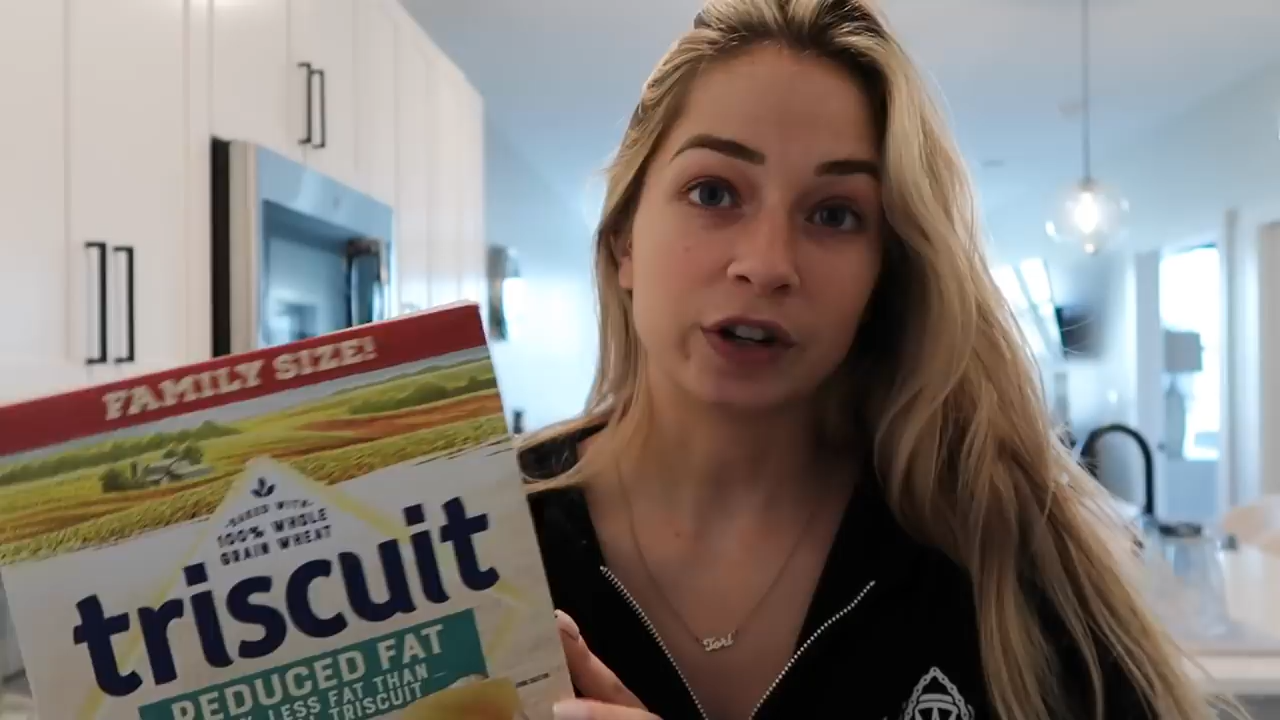 FAMILY SIZE!
BAKED WITH
100% WHOLE
GRAIN WHEAT
triscuit
REDUCED FAT
% LESS FAT THAN
TRISCUIT
Tori